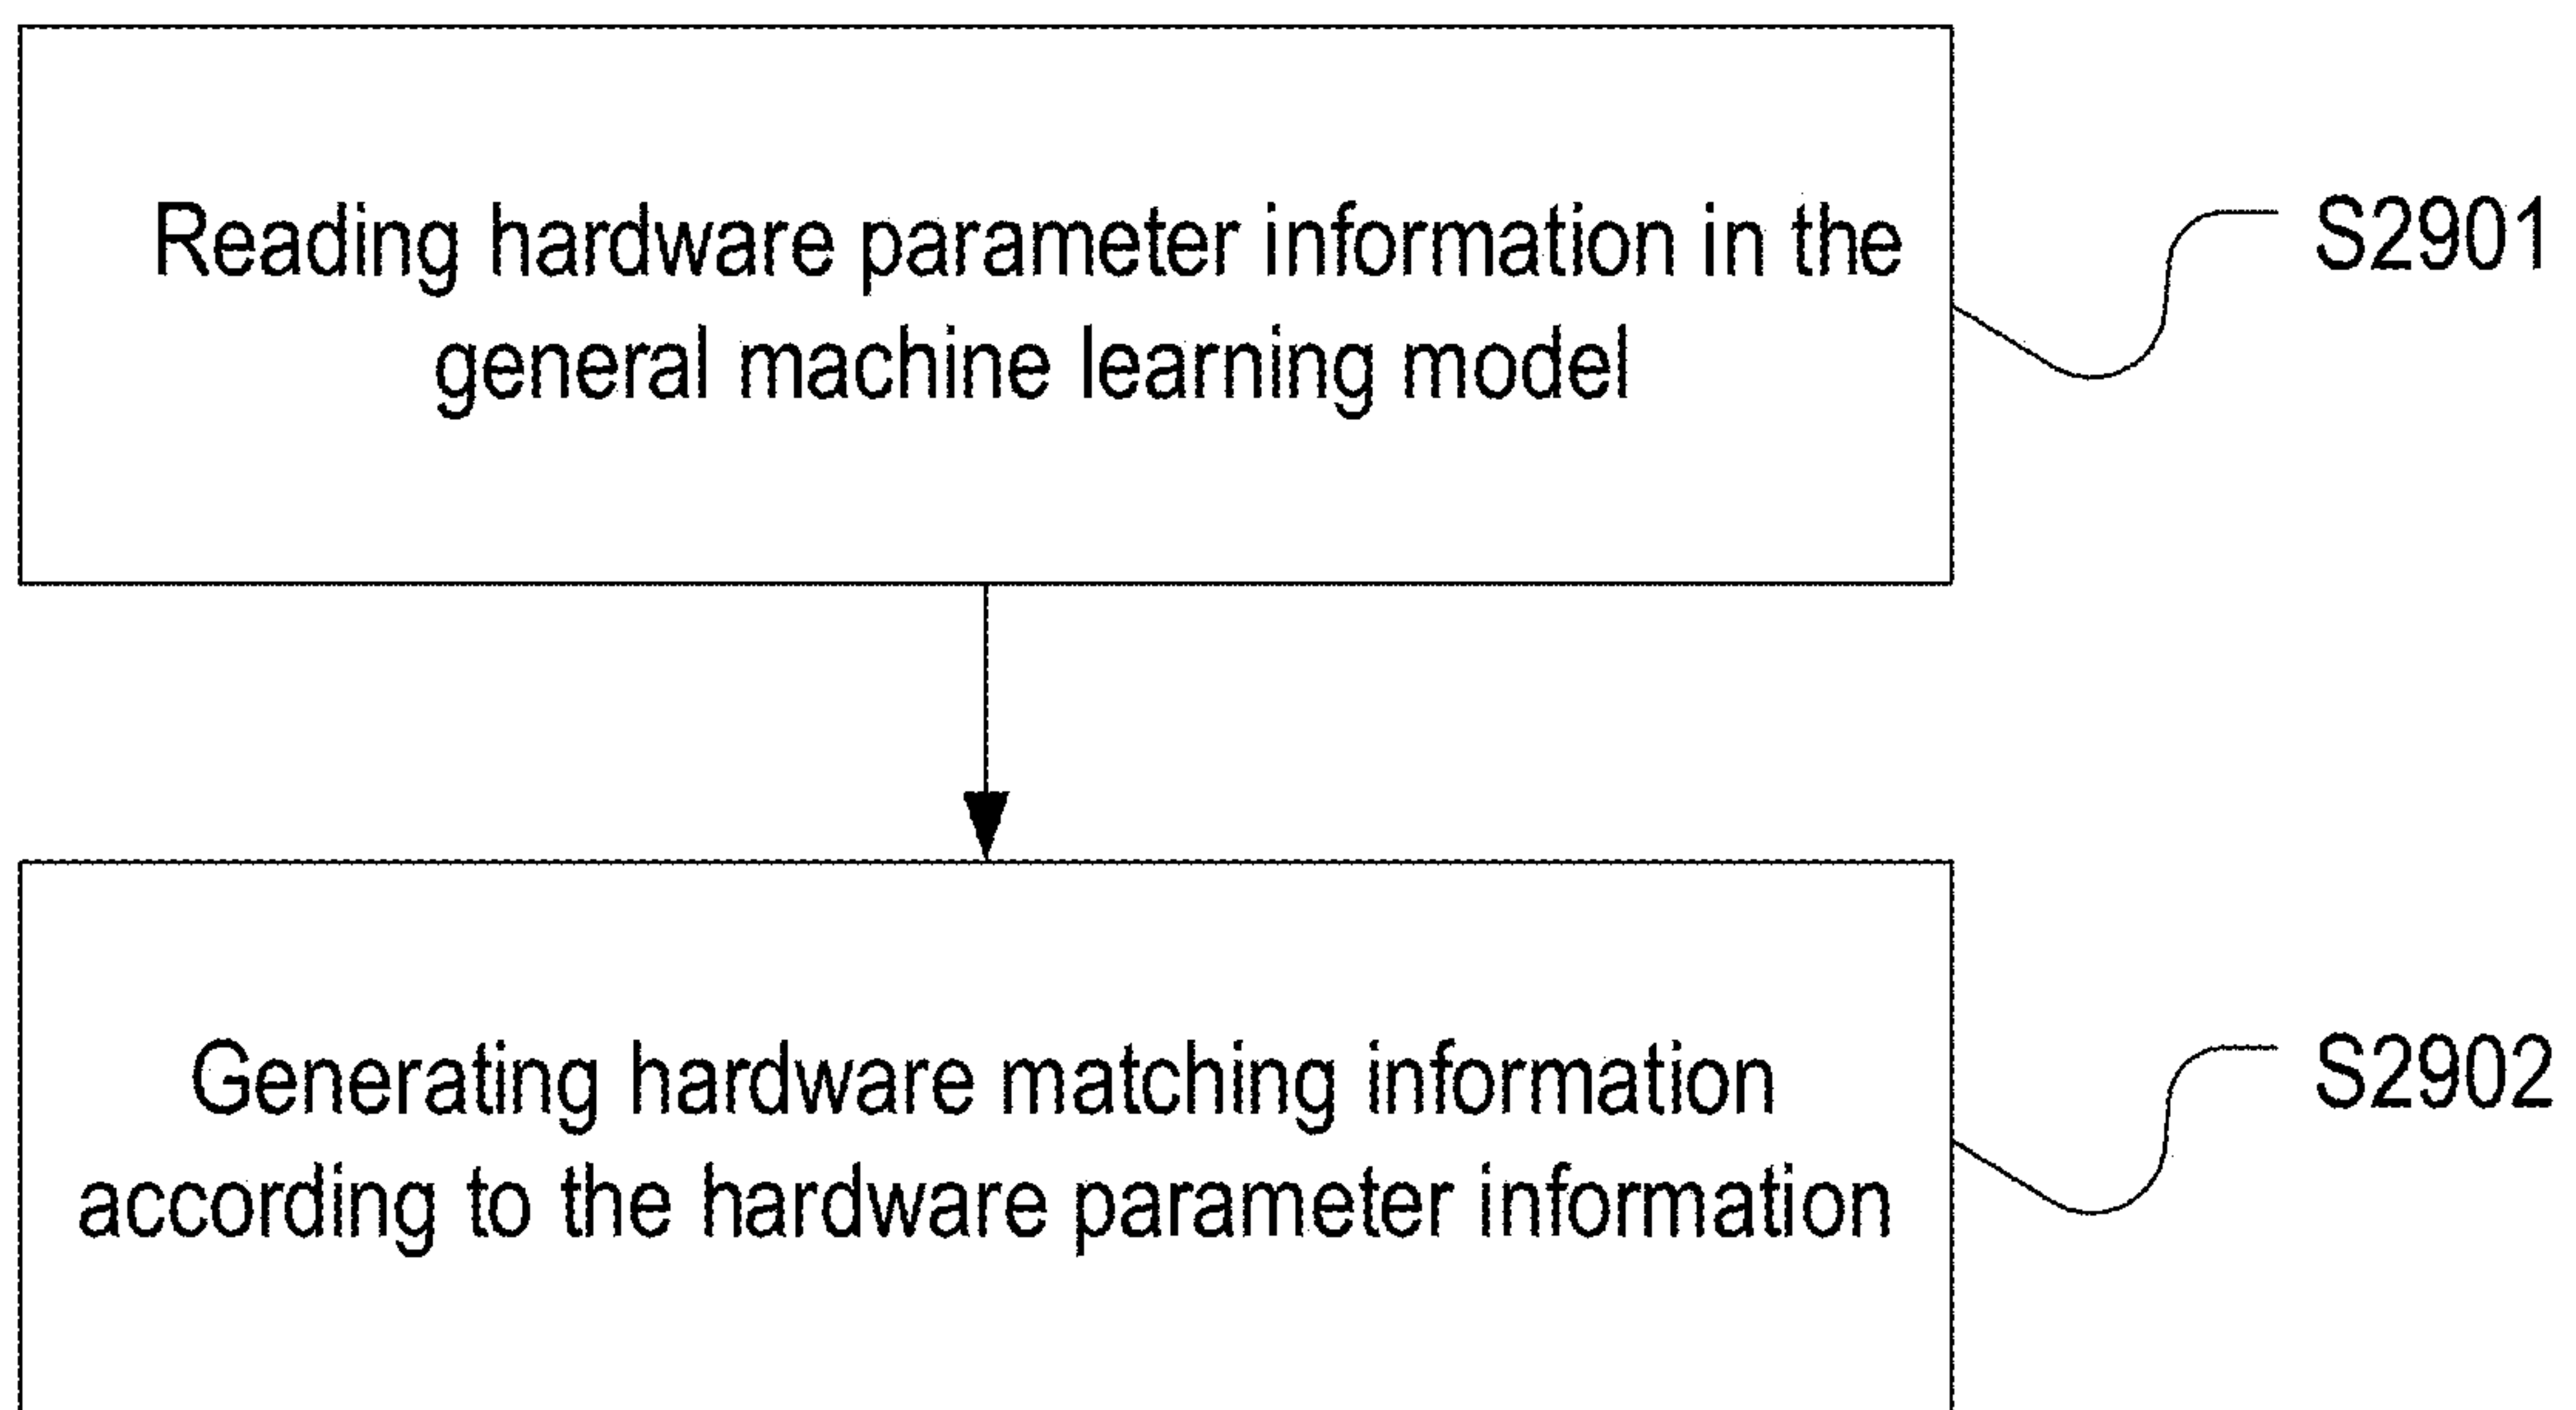 Reading hardware parameter information in the
general machine learning model
S2901
Generating hardware matching information
according to the hardware parameter information
S2902